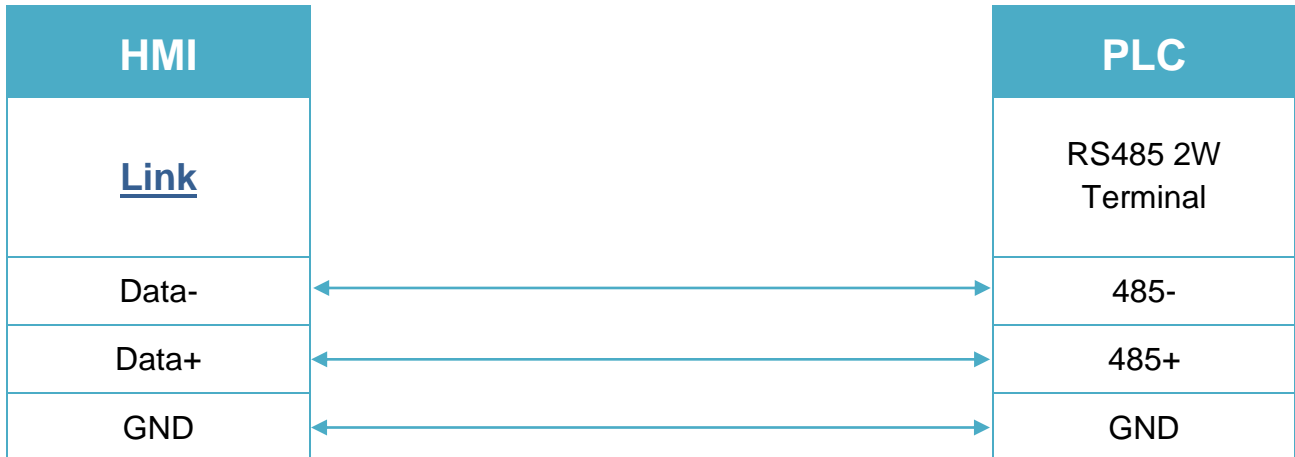 HMI
PLC
Link
RS485 2W
Terminal
Data-
485-
Data+
485+
GND
GND